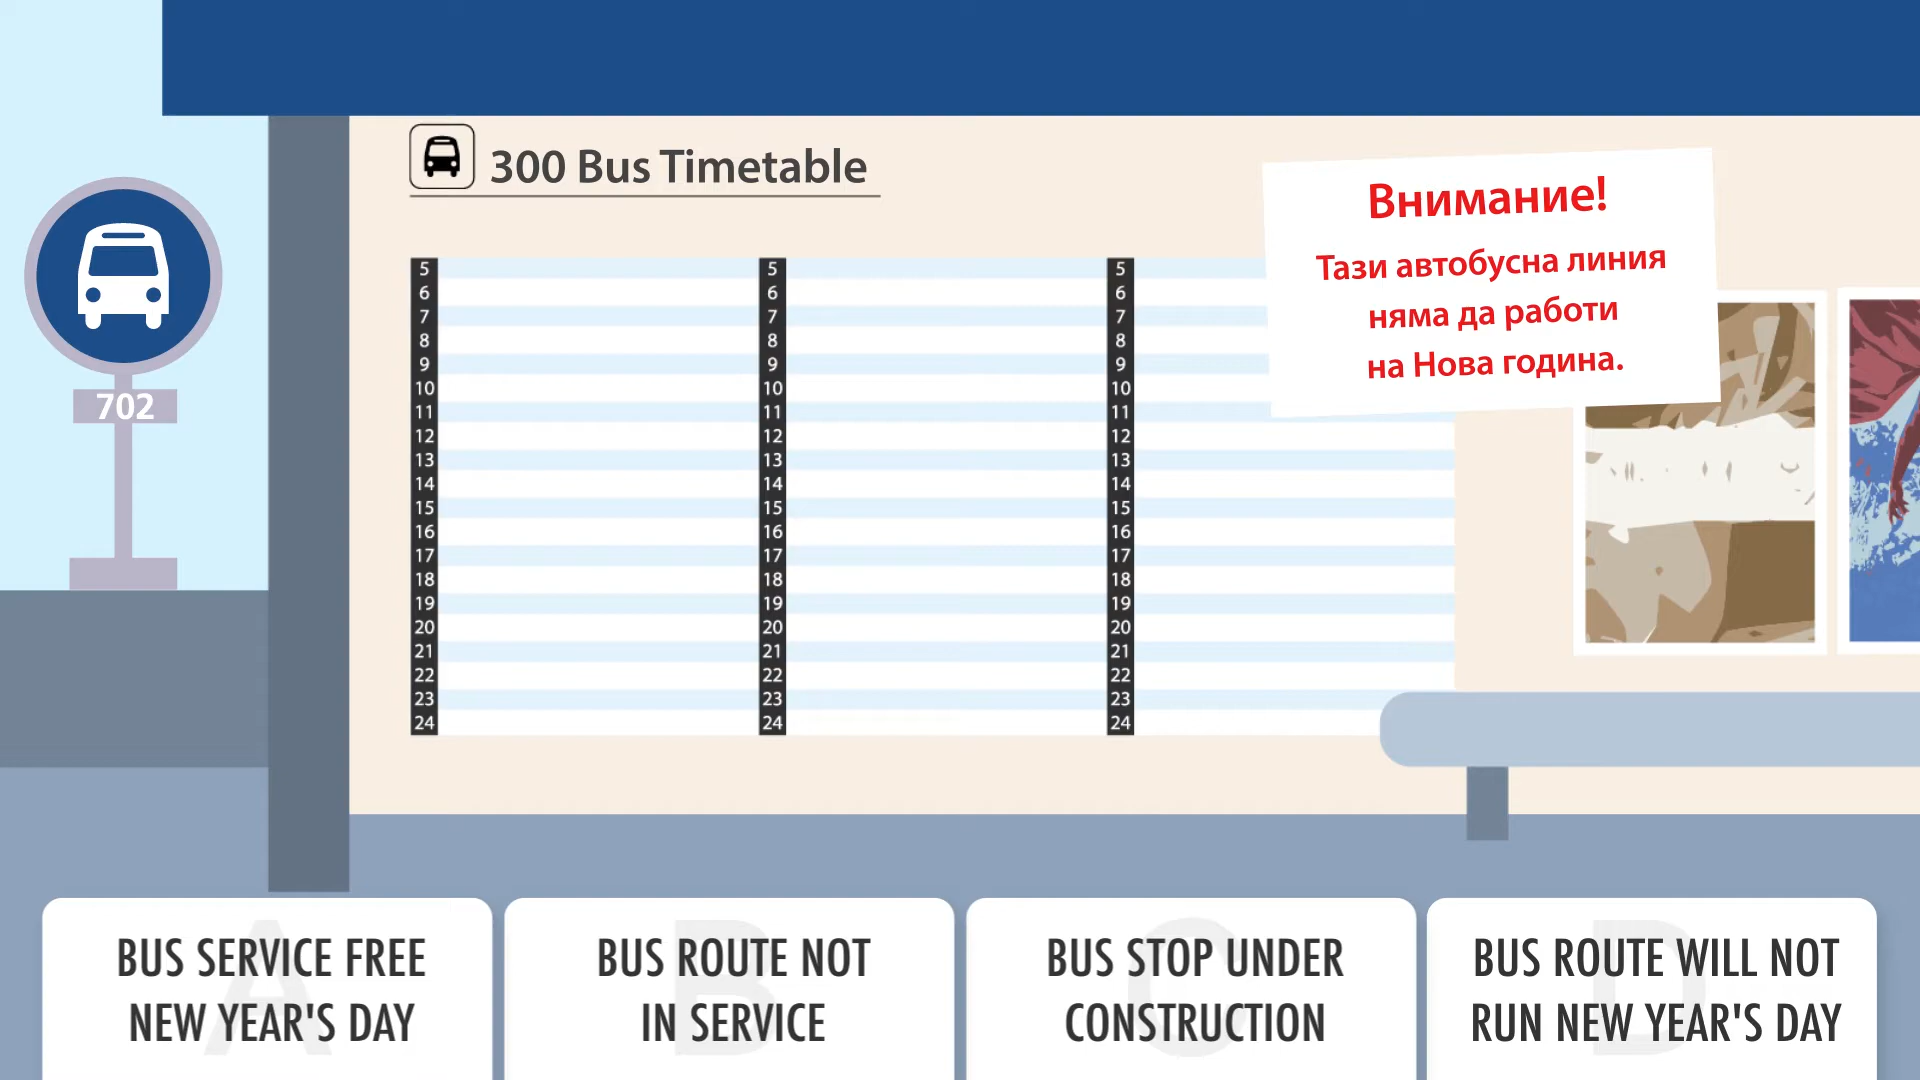 300 Bus Timetable
Внимание!
Тази автобусна линия
няма да работи
на Нова година.
702
5 5 5
6 6 6
7 7 7
8 8 8
9 9 9
10 10 10
11 11 11
12 12 12
13 13 13
14 14 14
15 15 15
16 16 16
17 17 17
18 18 18
19 19 19
20 20 20
21 21 21
22 22 22
23 23 23
24 24 24
A
BUS SERVICE FREE
NEW YEAR'S DAY
B
BUS ROUTE NOT
IN SERVICE
C
BUS STOP UNDER
CONSTRUCTION
D
BUS ROUTE WILL NOT
RUN NEW YEAR'S DAY